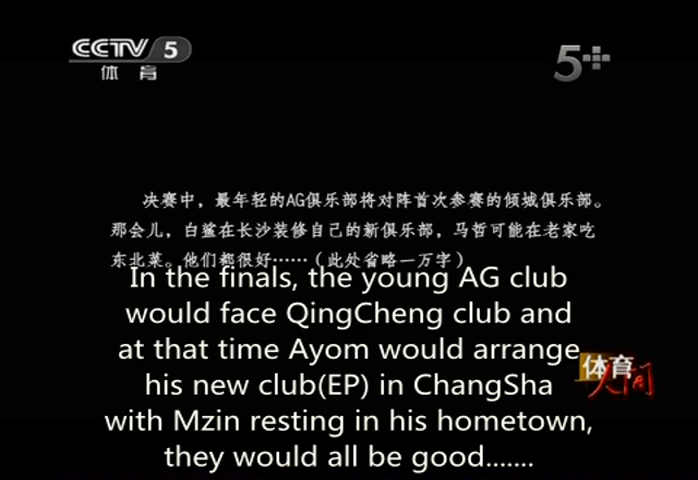 CCTV 5
体育
5+
决赛中，最年轻的AG俱乐部将对阵首次参赛的倾城俱乐部。
那会儿，白鲨在长沙装修自己的新俱乐部，马哲可能在老家吃
东北菜。他们都很好……（此处省略一万字）
In the finals, the young AG club
would face QingCheng club and
at that time Ayom would arrange
his new club(EP) in ChangSha
with Mzin resting in his hometown,
they would all be good.......
体育
人间